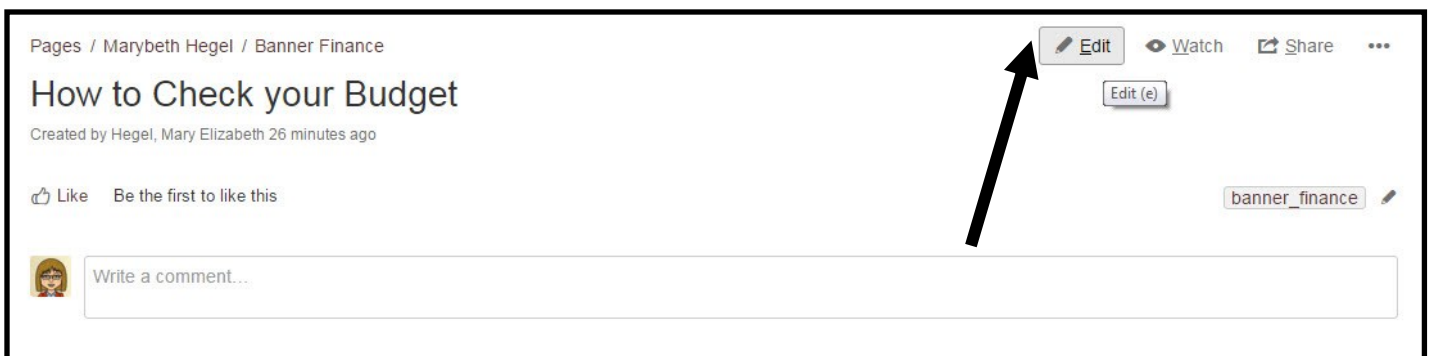 Pages / Marybeth Hegel / Banner Finance
Edit Watch Share •••
How to Check your Budget
Edit (e)
Created by Hegel, Mary Elizabeth 26 minutes ago
Like Be the first to like this
banner_finance
Write a comment...